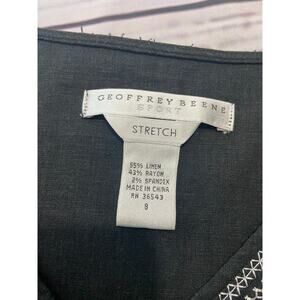 GEOFFREY BEENE
SPORT
STRETCH
55% LINEN
43% RAYON
2% SPANDEX
MADE IN CHINA
RN 36543
8